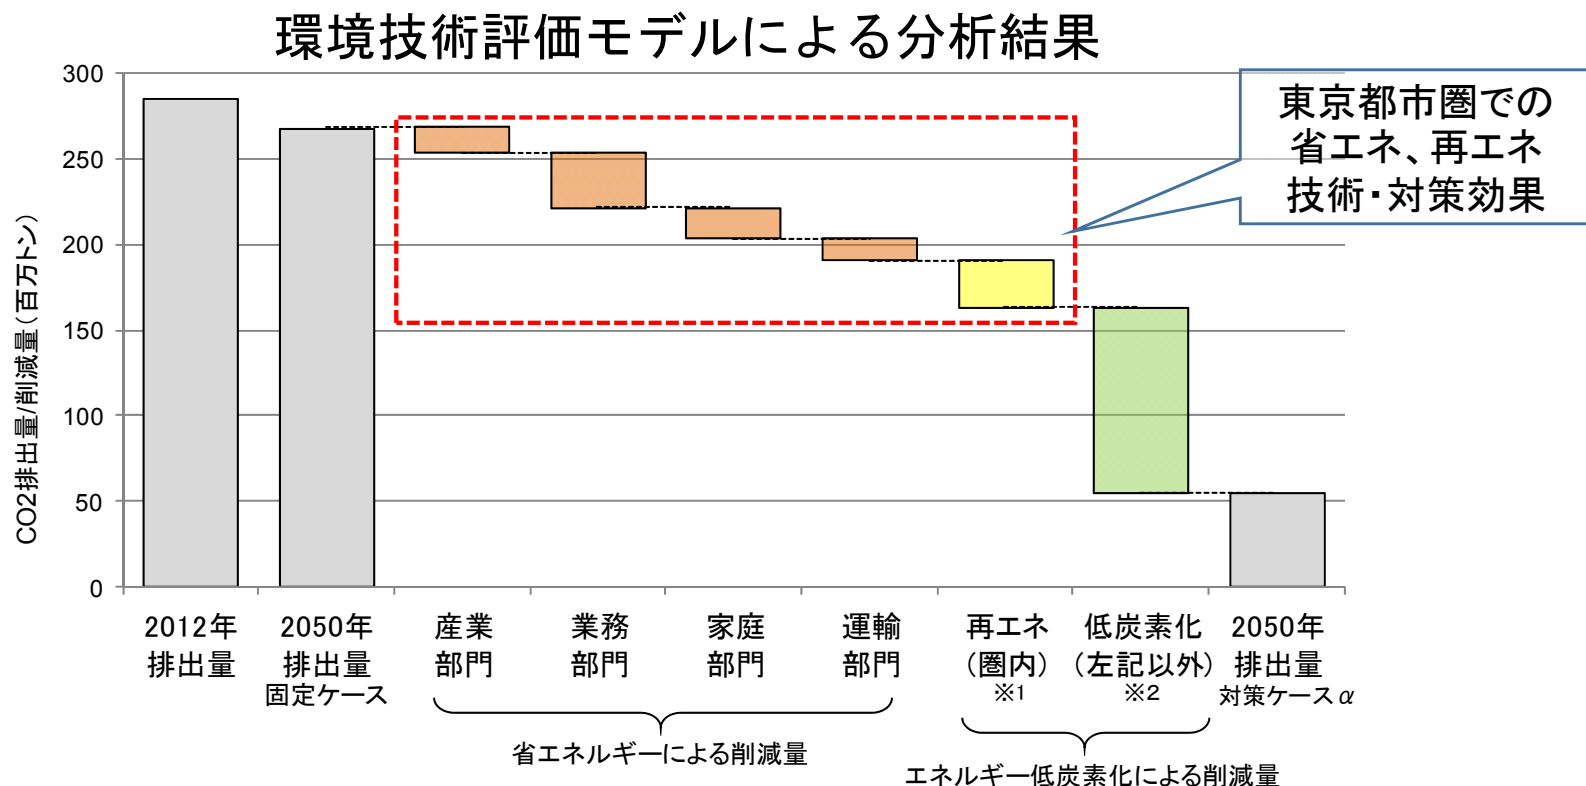 環境技術評価モデルによる分析結果
東京都市圏での
省エネ、再エネ
技術・対策効果
CO2排出量/削減量(百万トン)
300
250
200
150
100
50
0
2012年
排出量
2050年
排出量
固定ケース
産業
部門
業務
部門
家庭
部門
運輸
部門
再エネ
(圏内)
※1
低炭素化
(左記以外)
※2
2050年
排出量
対策ケースα
省エネルギーによる削減量
エネルギー低炭素化による削減量